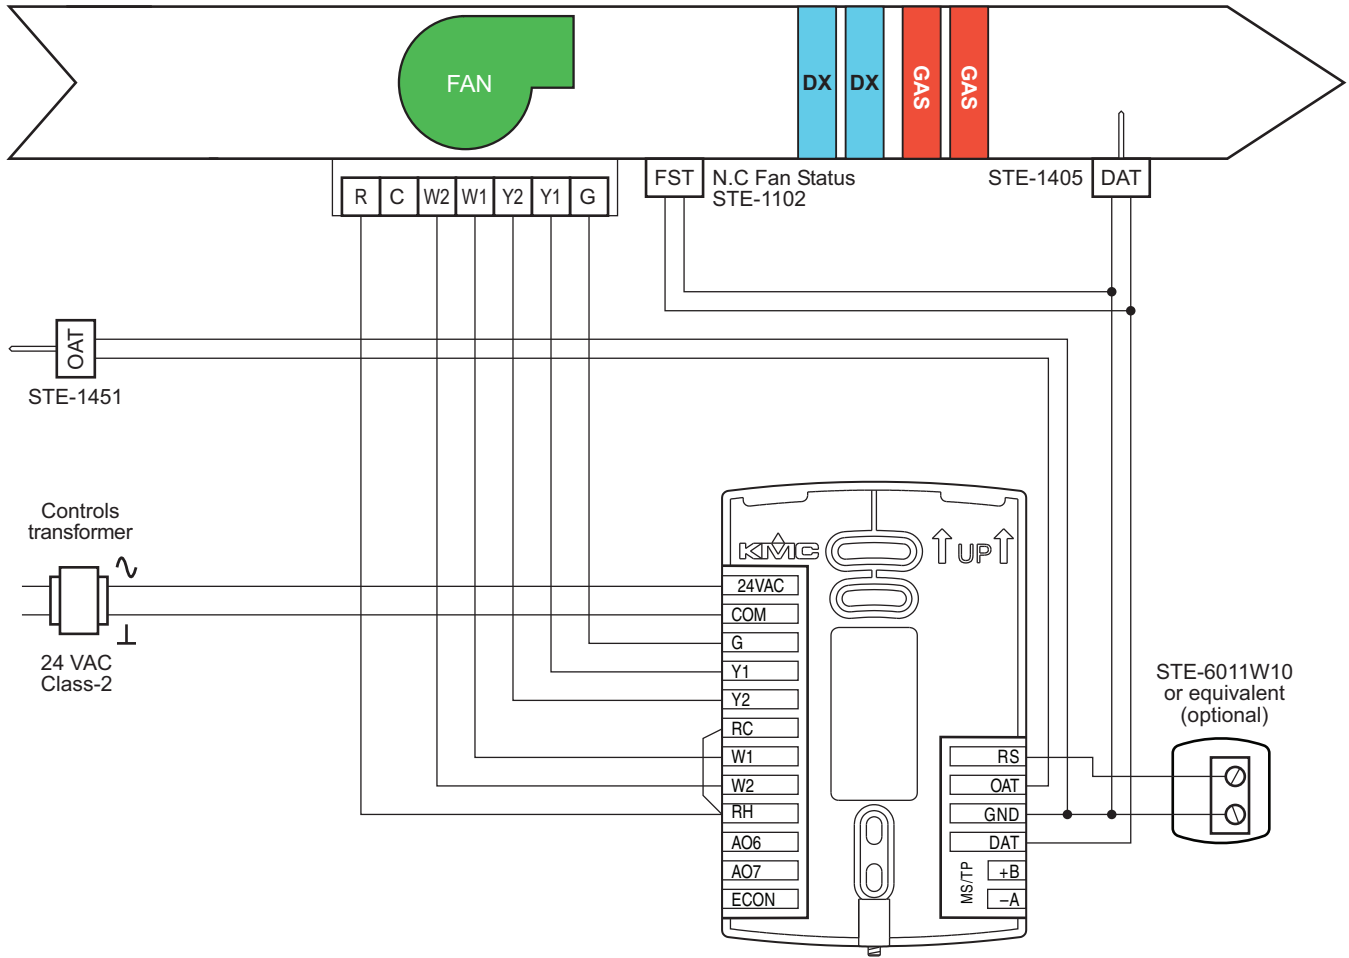 FAN
DX
DX
GAS
GAS
R C W2 W1 Y2 Y1 G
FST
N.C Fan Status
STE-1102
STE-1405
DAT
OAT
STE-1451
Controls
transformer
24 VAC
Class-2
KMC
UP
24VAC
COM
G
Y1
Y2
RC
W1
W2
RH
AO6
AO7
ECON
RS
OAT
GND
DAT
MS/TP
+B
–A
STE-6011W10
or equivalent
(optional)